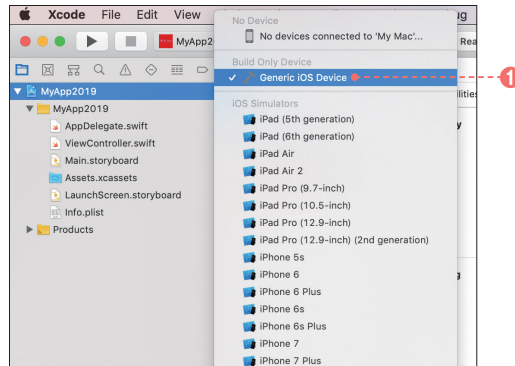 Xcode File Edit View ug
No Device
No devices connected to 'My Mac'...
MyApp2 Rea
Build Only Device
✓ Generic iOS Device 1
MyApp2019
MyApp2019
AppDelegate.swift
ViewController.swift
Main.storyboard
Assets.xcassets
LaunchScreen.storyboard
Info.plist
Products
ilities
y
g
iOS Simulators
iPad (5th generation)
iPad (6th generation)
iPad Air
iPad Air 2
iPad Pro (9.7-inch)
iPad Pro (10.5-inch)
iPad Pro (12.9-inch)
iPad Pro (12.9-inch) (2nd generation)
iPhone 5s
iPhone 6
iPhone 6 Plus
iPhone 6s
iPhone 6s Plus
iPhone 7
iPhone 7 Plus